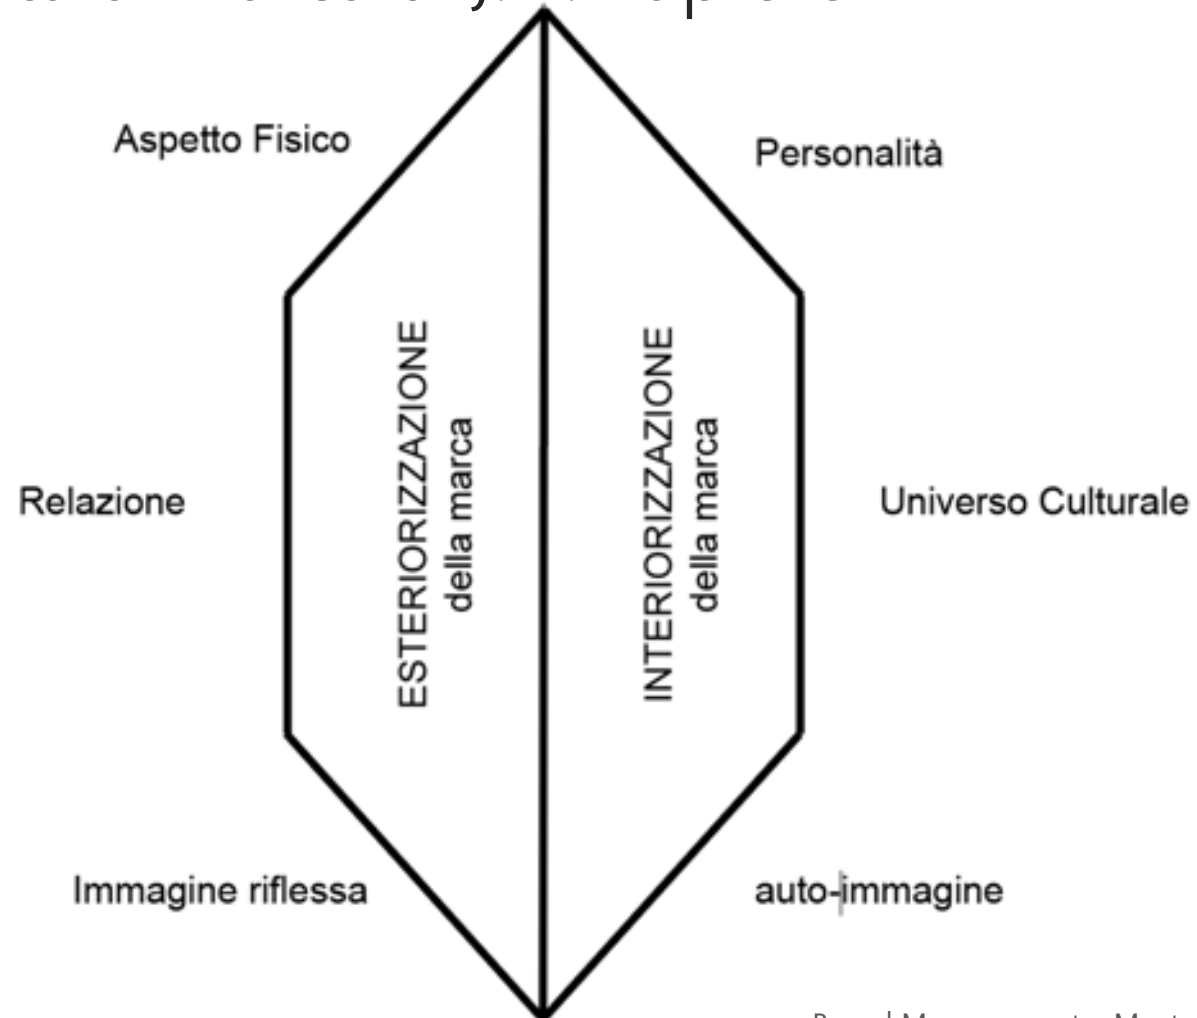 Aspetto Fisico
Personalità
ESTERIORIZZAZIONE
della marca
INTERIORIZZAZIONE
della marca
Relazione
Universo Culturale
Immagine riflessa
auto-immagine